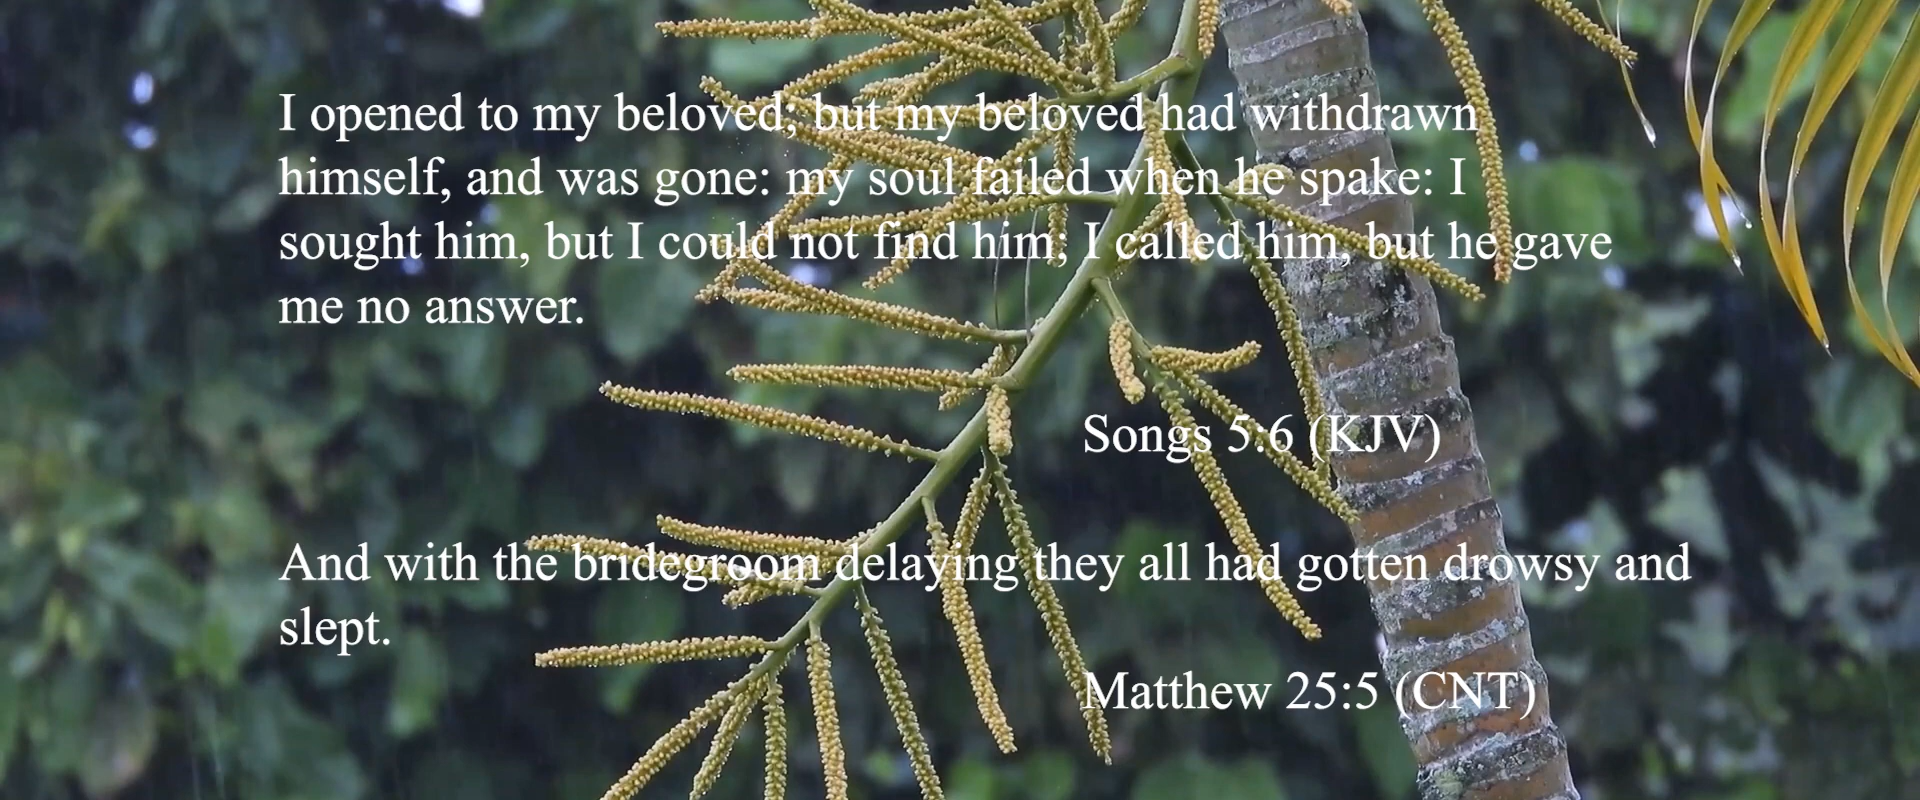 I opened to my beloved; but my beloved had withdrawn
himself, and was gone: my soul failed when he spake: I
sought him, but I could not find him; I called him, but he gave
me no answer.
Songs 5:6 (KJV)
And with the bridegroom delaying they all had gotten drowsy and
slept.
Matthew 25:5 (CNT)